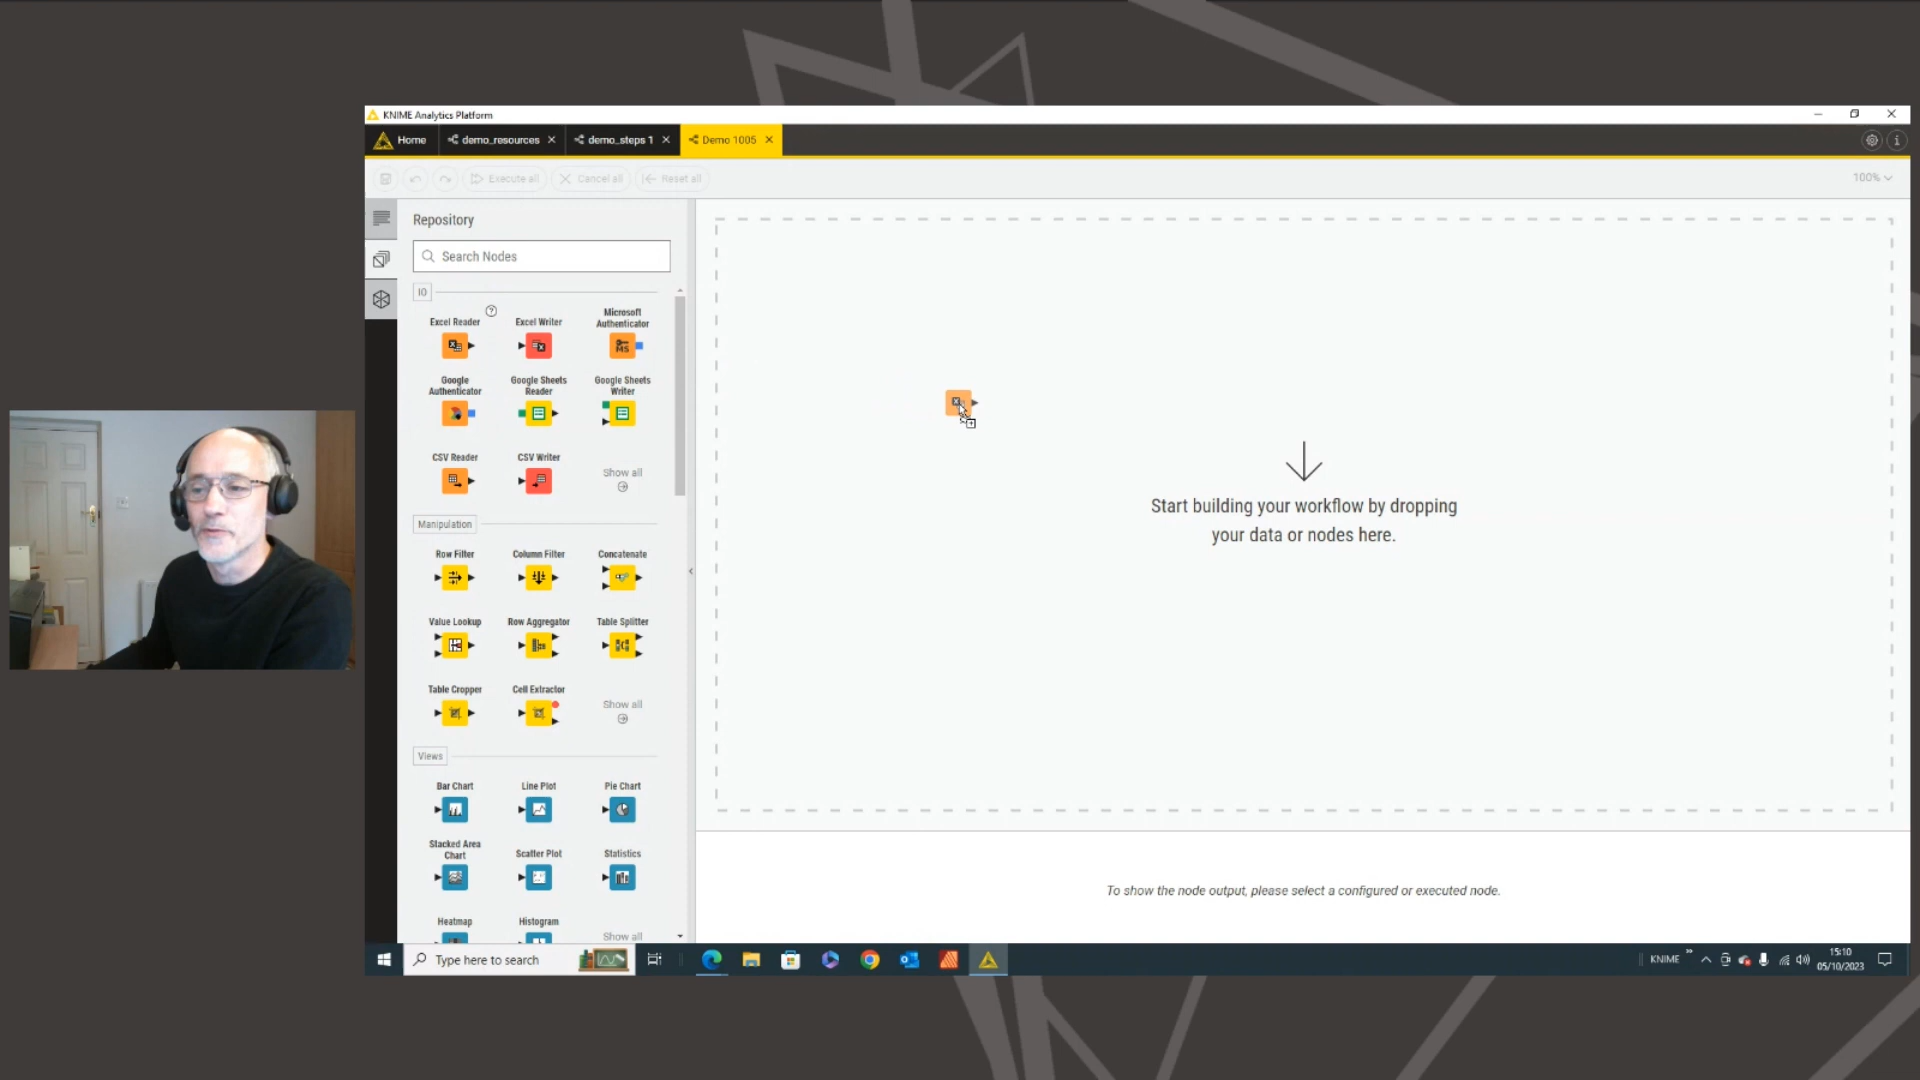 KNIME Analytics Platform
Home
demo_resources
demo_steps 1
Demo 1005
Execute all
Cancel all
Reset all
100%
Repository
Search Nodes
IO
Excel Reader
Excel Writer
Microsoft
Authenticator
MS
Google
Authenticator
Google Sheets
Reader
Google Sheets
Writer
CSV Reader
CSV Writer
Show all
Manipulation
Row Filter
Column Filter
Concatenate
Value Lookup
Row Aggregator
Table Splitter
Table Cropper
Cell Extractor
Show all
Views
Bar Chart
Line Plot
Pie Chart
Stacked Area
Chart
Scatter Plot
Statistics
Heatmap
Histogram
Show all
Start building your workflow by dropping
your data or nodes here.
To show the node output, please select a configured or executed node.
Type here to search
KNIME
15:10
05/10/2023